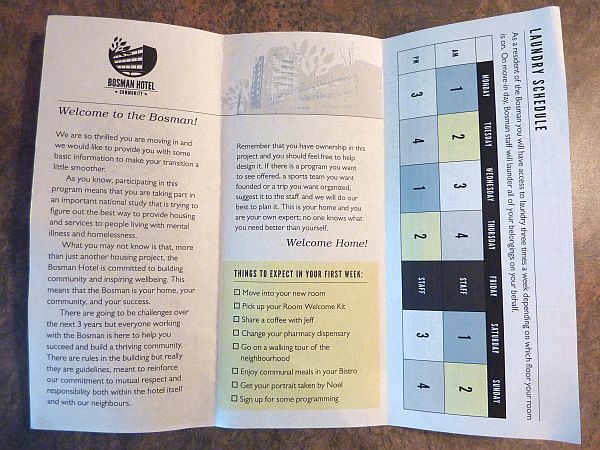 BOSMAN HOTEL
• COMMUNITY •
Welcome to the Bosman!
We are so thrilled you are moving in and
we would like to provide you with some
basic information to make your transition a
little smoother.
As you know, participating in this
program means that you are taking part in
an important national study that is trying to
figure out the best way to provide housing
and services to people living with mental
illness and homelessness.
What you may not know is that, more
than just another housing project, the
Bosman Hotel is committed to building
community and inspiring wellbeing. This
means that the Bosman is your home, your
community, and your success.
There are going to be challenges over
the next 3 years but everyone working
with the Bosman is here to help you
succeed and build a thriving community.
There are rules in the building but really
they are guidelines, meant to reinforce
our commitment to mutual respect and
responsibility both within the hotel itself
and with our neighbours.
Remember that you have ownership in this
project and you should feel free to help
design it. If there is a program you want
to see offered, a sports team you want
founded or a trip you want organized,
suggest it to the staff and we will do our
best to plan it. This is your home and you
are your own expert; no one knows what
you need better than yourself.
Welcome Home!
THINGS TO EXPECT IN YOUR FIRST WEEK:
Move into your new room
Pick up your Room Welcome Kit
Share a coffee with Jeff
Change your pharmacy dispensary
Go on a walking tour of the
neighbourhood
Enjoy communal meals in your Bistro
Get your portrait taken by Noel
Sign up for some programming
LAUNDRY SCHEDULE
As a resident of the Bosman you will have access to laundry three times a week depending on which floor your room
is on. On move-in day, Bosman staff will launder all of your belongings on your behalf.
MONDAY TUESDAY WEDNESDAY THURSDAY FRIDAY SATURDAY SUNDAY
AM 1 2 3 4 STAFF 1 2
PM 3 4 1 2 STAFF 3 4